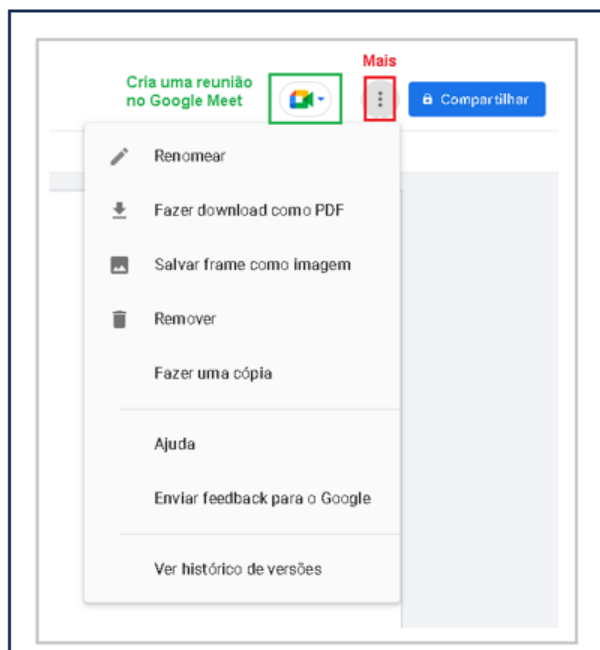 Mais
Cria uma reunião
no Google Meet
Compartilhar
Renomear
Fazer download como PDF
Salvar frame como imagem
Remover
Fazer uma cópia
Ajuda
Enviar feedback para o Google
Ver histórico de versões